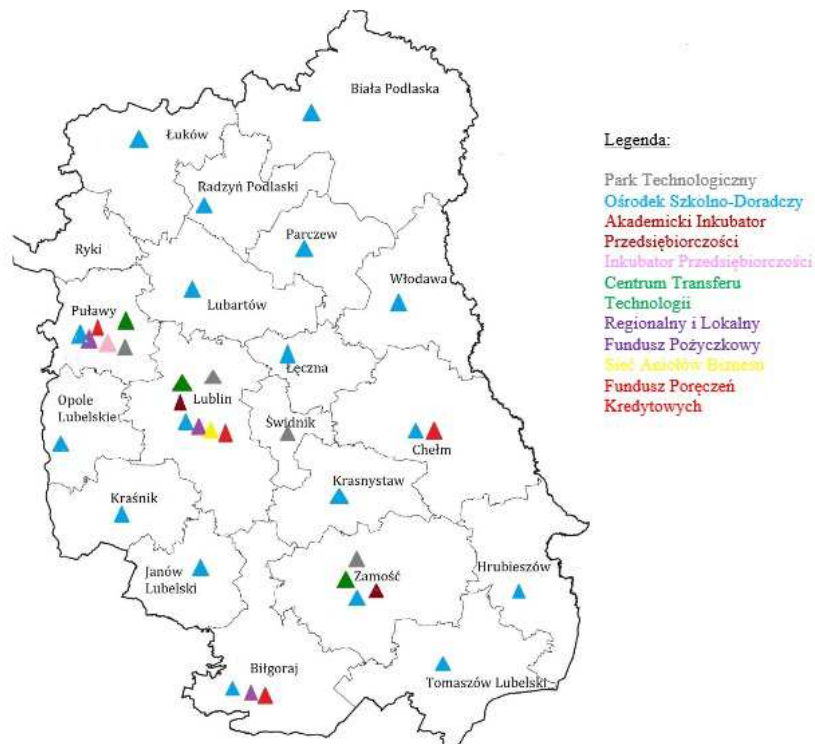 Biała Podlaska
Łuków
Radzyń Podlaski
Parczew
Ryki
Włodawa
Lubartów
Puławy
Łęczna
Lublin
Opole
Lubelskie
Świdnik
Chełm
Krasnystaw
Kraśnik
Janów
Lubelski
Zamość
Hrubieszów
Biłgoraj
Tomaszów Lubelski
Legenda:
Park Technologiczny
Ośrodek Szkolno-Doradczy
Akademicki Inkubator
Przedsiębiorczości
Inkubator Przedsiębiorczości
Centrum Transferu
Technologii
Regionalny i Lokalny
Fundusz Pożyczkowy
Sieć Aniołów Biznesu
Fundusz Poręczeń
Kredytowych